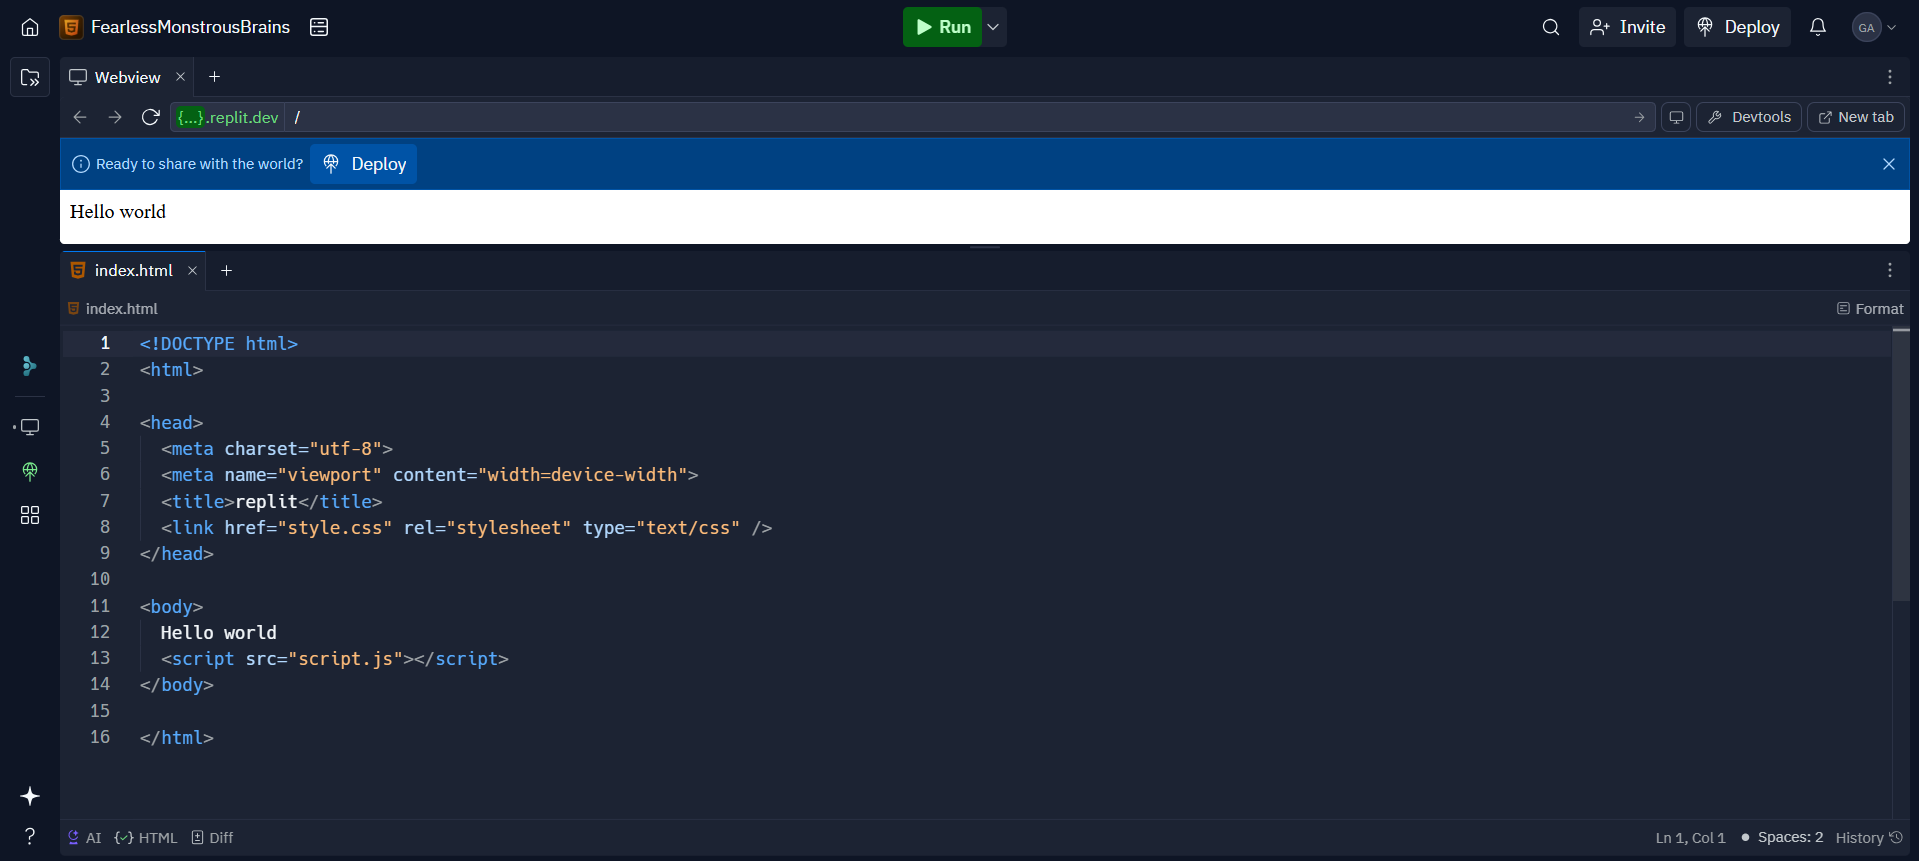 FearlessMonstrousBrains
Run
Invite
Deploy
GA
Webview
{...}.replit.dev /
Devtools
New tab
Ready to share with the world? Deploy
Hello world
index.html
index.html
Format
1 <!DOCTYPE html>
2 <html>
3
4 <head>
5 <meta charset="utf-8">
6 <meta name="viewport" content="width=device-width">
7 <title>replit</title>
8 <link href="style.css" rel="stylesheet" type="text/css" />
9 </head>
10
11 <body>
12 Hello world
13 <script src="script.js"></script>
14 </body>
15
16 </html>
AI {✓} HTML Diff
Ln 1, Col 1 • Spaces: 2 History